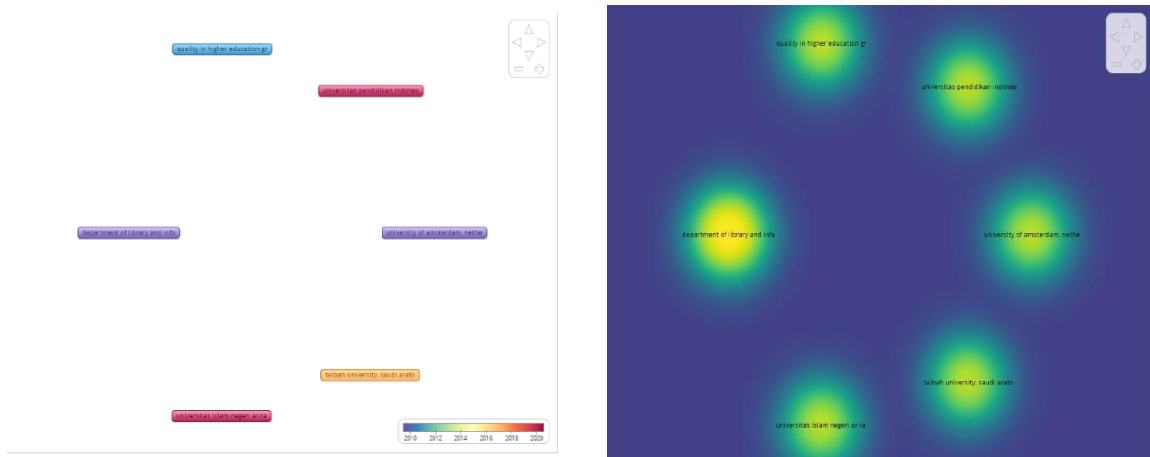 quality in higher education gr
universitas pendidikan indones
department of library and info
university of amsterdam, nethe
taibah university, saudi arabi
universitas islam negeri ar-ra
2010 2012 2014 2016 2018 2020
quality in higher education gr
universitas pendidikan indones
department of library and info
university of amsterdam, nethe
taibah university, saudi arabi
universitas islam negeri ar-ra